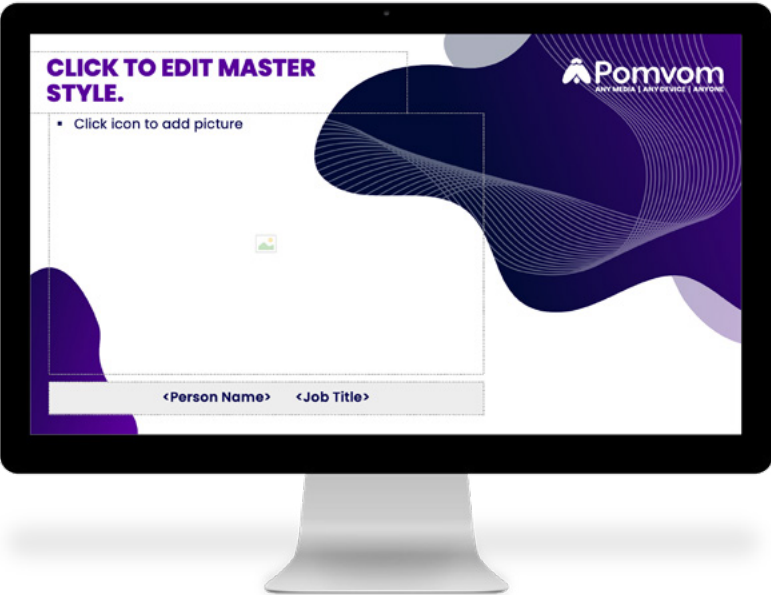 CLICK TO EDIT MASTER
STYLE.
Pomvom
ANY MEDIA | ANY DEVICE | ANYONE
▪ Click icon to add picture
<Person Name> <Job Title>